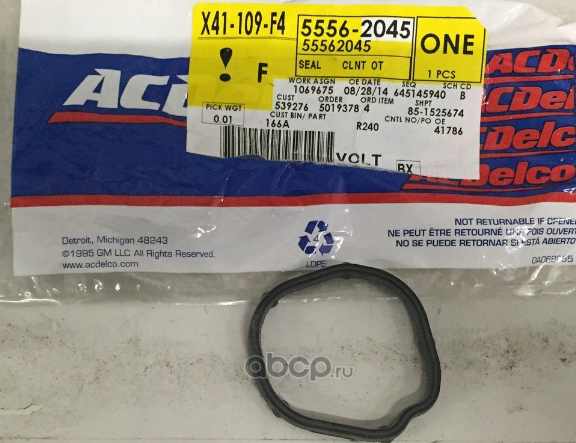 X41-109-F4
5556-2045
55562045
ONE
SEAL CLNT OT
1 PCS
! F
WORK ASGN OE DATE SEQ SCH CD
1069675 08/28/14 645145940 B
CUST ORDER ORD ITEM SHPT
539276 5019378 4 85-1525674
PICK WGT
0.01
CUST BIN/ PART CNTL NO/PO OE
166A R240 41786
VOLT BX
ACDelco
ACDelco
ACDelco
ACDelco
NOT RETURNABLE IF OPENE
NE PEUT ÊTRE RETOURNÉ UNE FOIS OUVERT
NO SE PUEDE RETORNAR SI ESTÁ ABIERTO
Detroit, Michigan 48243
©1995 GM LLC All Rights Reserved
www.acdelco.com
LDPE
abcp.ru